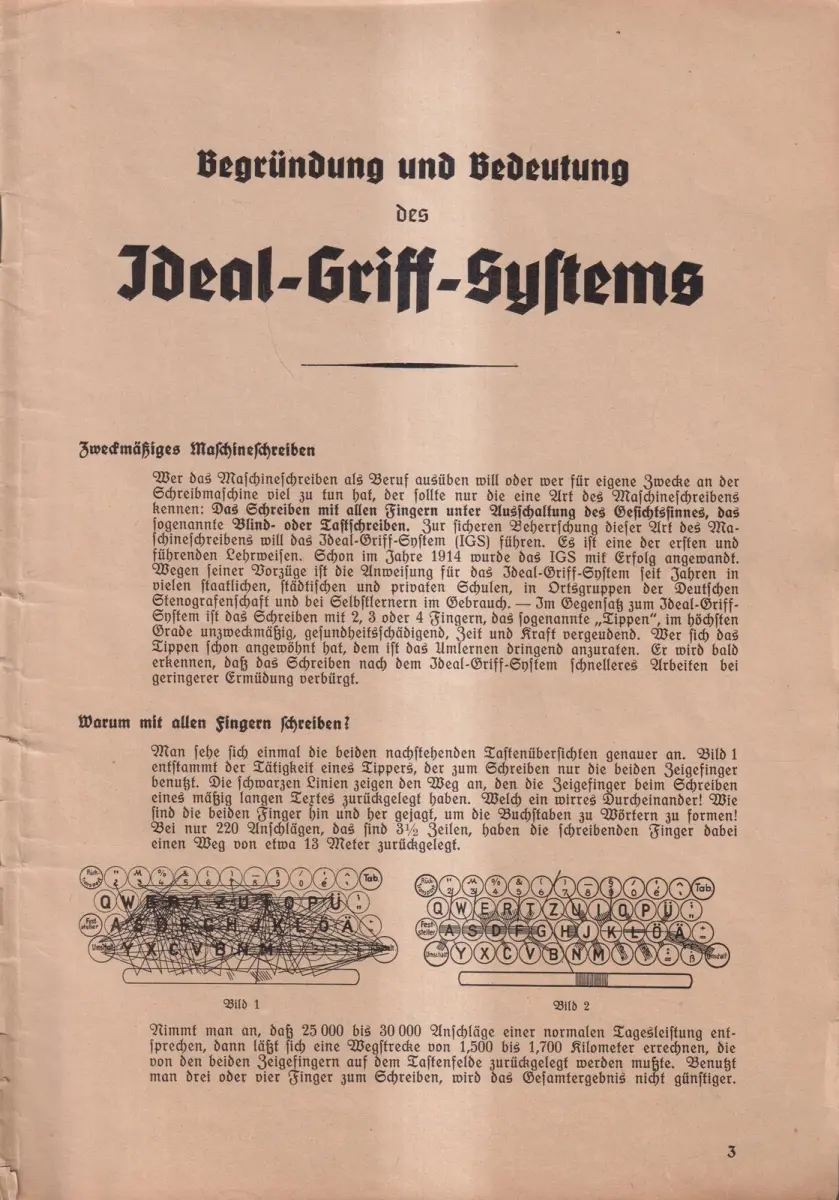 Begründung und Bedeutung
des
Ideal-Griff-Systems
Zweckmäßiges Maschineschreiben
Wer das Maschineschreiben als Beruf ausüben will oder wer für eigene Zwecke an der
Schreibmaschine viel zu tun hat, der sollte nur die eine Art des Maschineschreibens
kennen: Das Schreiben mit allen Fingern unter Ausschaltung des Gesichtssinnes, das
sogenannte Blind- oder Tastschreiben. Zur sicheren Beherrschung dieser Art des Ma-
schineschreibens will das Ideal-Griff-System (IGS) führen. Es ist eine der ersten und
führenden Lehrweisen. Schon im Jahre 1914 wurde das IGS mit Erfolg angewandt.
Wegen seiner Vorzüge ist die Anweisung für das Ideal-Griff-System seit Jahren in
vielen staatlichen, städtischen und privaten Schulen, in Ortsgruppen der Deutschen
Stenografenschaft und bei Selbstlernern im Gebrauch. — Im Gegensatz zum Ideal-Griff-
System ist das Schreiben mit 2, 3 oder 4 Fingern, das sogenannte „Tippen", im höchsten
Grade unzweckmäßig, gesundheitsschädigend, Zeit und Kraft vergeudend. Wer sich das
Tippen schon angewöhnt hat, dem ist das Umlernen dringend anzuraten. Er wird bald
erkennen, daß das Schreiben nach dem Ideal-Griff-System schnelleres Arbeiten bei
geringerer Ermüdung verbürgt.
Warum mit allen Fingern schreiben?
Man sehe sich einmal die beiden nachstehenden Tastenübersichten genauer an. Bild 1
entstammt der Tätigkeit eines Tippers, der zum Schreiben nur die beiden Zeigefinger
benutzt. Die schwarzen Linien zeigen den Weg an, den die Zeigefinger beim Schreiben
eines mäßig langen Textes zurückgelegt haben. Welch ein wirres Durcheinander! Wie
sind die beiden Finger hin und her gejagt, um die Buchstaben zu Wörtern zu formen!
Bei nur 220 Anschlägen, das sind 3½ Zeilen, haben die schreibenden Finger dabei
einen Weg von etwa 13 Meter zurückgelegt.
Tab.
Q W E R T Z U I O P Ü
A S D F G H J K L Ö Ä
Y X C V B N M
Bild 1
Tab.
Q W E R T Z U I O P Ü
Fest-steller A S D F G H J K L Ö Ä
Umschalt Y X C V B N M
Bild 2
Nimmt man an, daß 25 000 bis 30 000 Anschläge einer normalen Tagesleistung ent-
sprechen, dann läßt sich eine Wegstrecke von 1,500 bis 1,700 Kilometer errechnen, die
von den beiden Zeigefingern auf dem Tastenfelde zurückgelegt werden mußte. Benutzt
man drei oder vier Finger zum Schreiben, wird das Gesamtergebnis nicht günstiger.
3